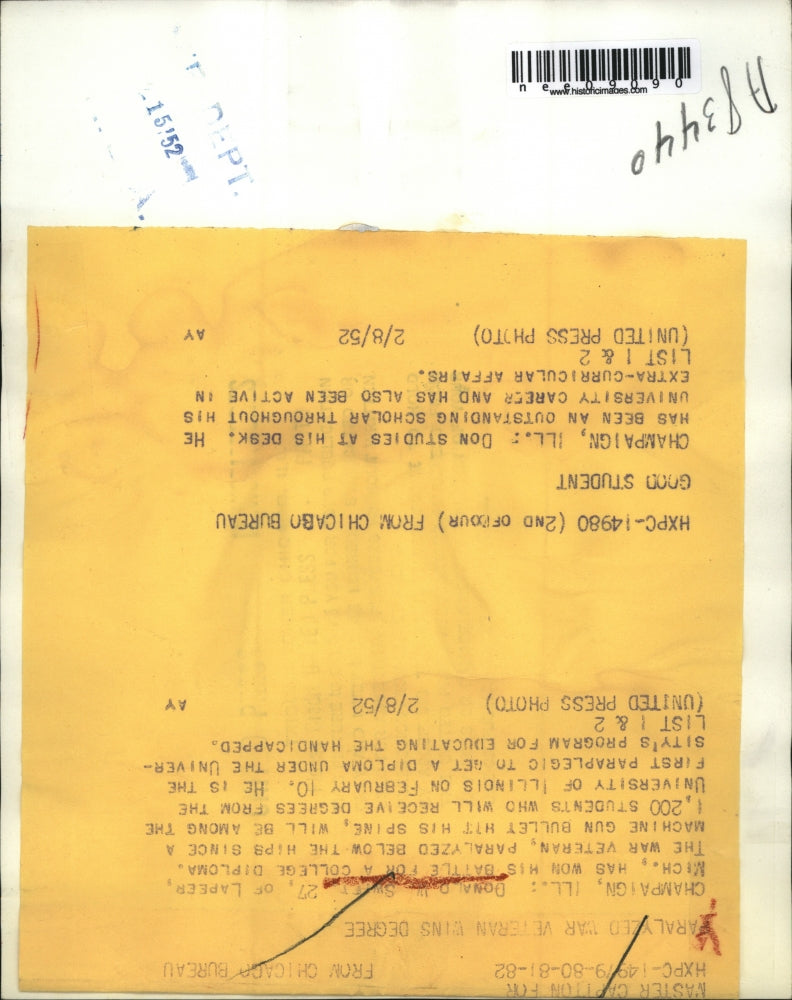 nee09090
www.historicimages.com
A83440
DEPT.
15'52
MASTER CAPTION FOR
HXPC-14979-80-81-82 FROM CHICAGO BUREAU
PARALYZED WAR VETERAN WINS DEGREE
CHAMPAIGN, ILL.: DONALD W. SWEET, 27, OF LAPEER,
MICH., HAS WON HIS BATTLE FOR A COLLEGE DIPLOMA.
THE WAR VETERAN, PARALYZED BELOW THE HIPS SINCE A
MACHINE GUN BULLET HIT HIS SPINE, WILL BE AMONG THE
1,200 STUDENTS WHO WILL RECEIVE DEGREES FROM THE
UNIVERSITY OF ILLINOIS ON FEBRUARY 10. HE IS THE
FIRST PARAPLEGIC TO GET A DIPLOMA UNDER THE UNIVER-
SITY'S PROGRAM FOR EDUCATING THE HANDICAPPED.
LIST 1 & 2
(UNITED PRESS PHOTO) 2/8/52 AY
HXPC-14980 (2ND OF FOUR) FROM CHICAGO BUREAU
GOOD STUDENT
CHAMPAIGN, ILL.: DON STUDIES AT HIS DESK. HE
HAS BEEN AN OUTSTANDING SCHOLAR THROUGHOUT HIS
UNIVERSITY CAREER AND HAS ALSO BEEN ACTIVE IN
EXTRA-CURRICULAR AFFAIRS.
LIST 1 & 2
(UNITED PRESS PHOTO) 2/8/52 AY